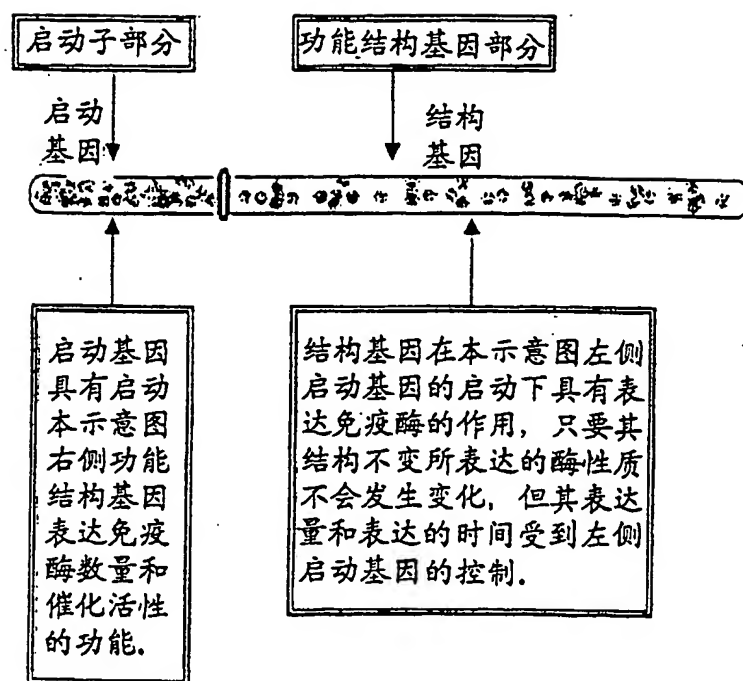 启动子部分
功能结构基因部分
启动
基因
结构
基因
启动基因
具有启动
本示意图
右侧功能
结构基因
表达免疫
酶数量和
催化活性
的功能.
结构基因在本示意图左侧
启动基因的启动下具有表
达免疫酶的作用，只要其
结构不变所表达的酶性质
不会发生变化，但其表达
量和表达的时间受到左侧
启动基因的控制.